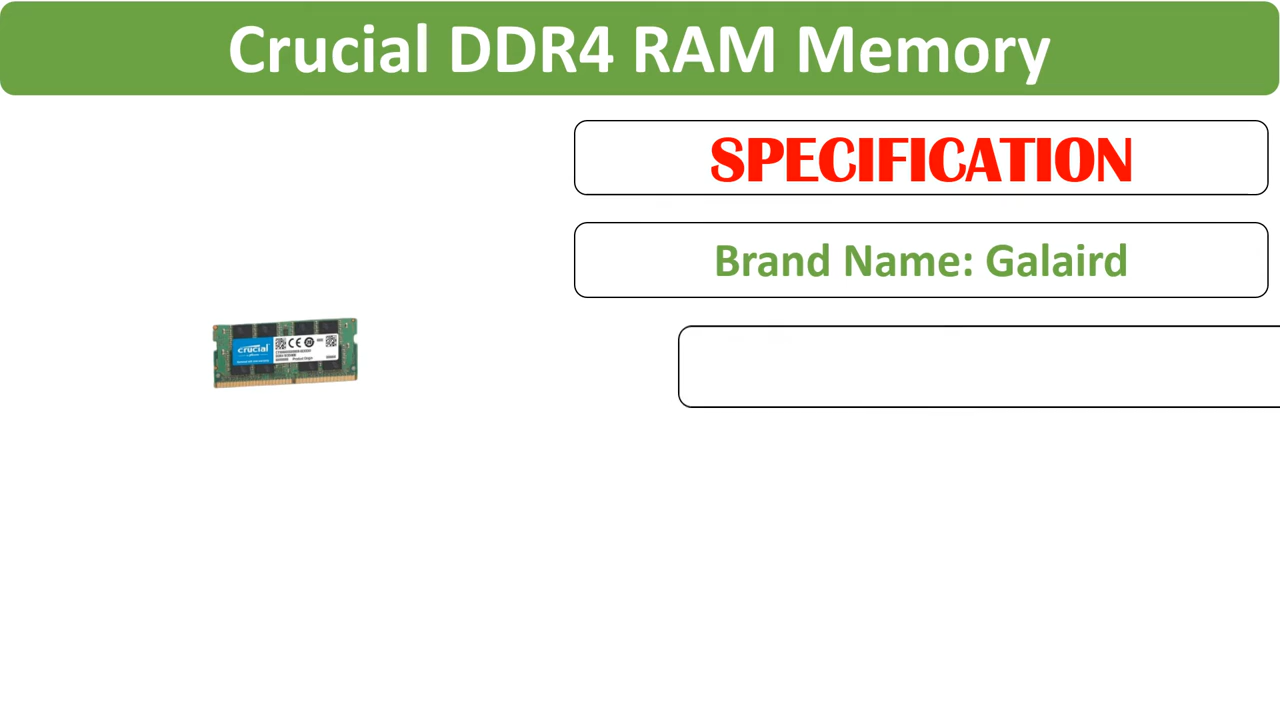 Crucial DDR4 RAM Memory
SPECIFICATION
Brand Name: Galaird
crucial